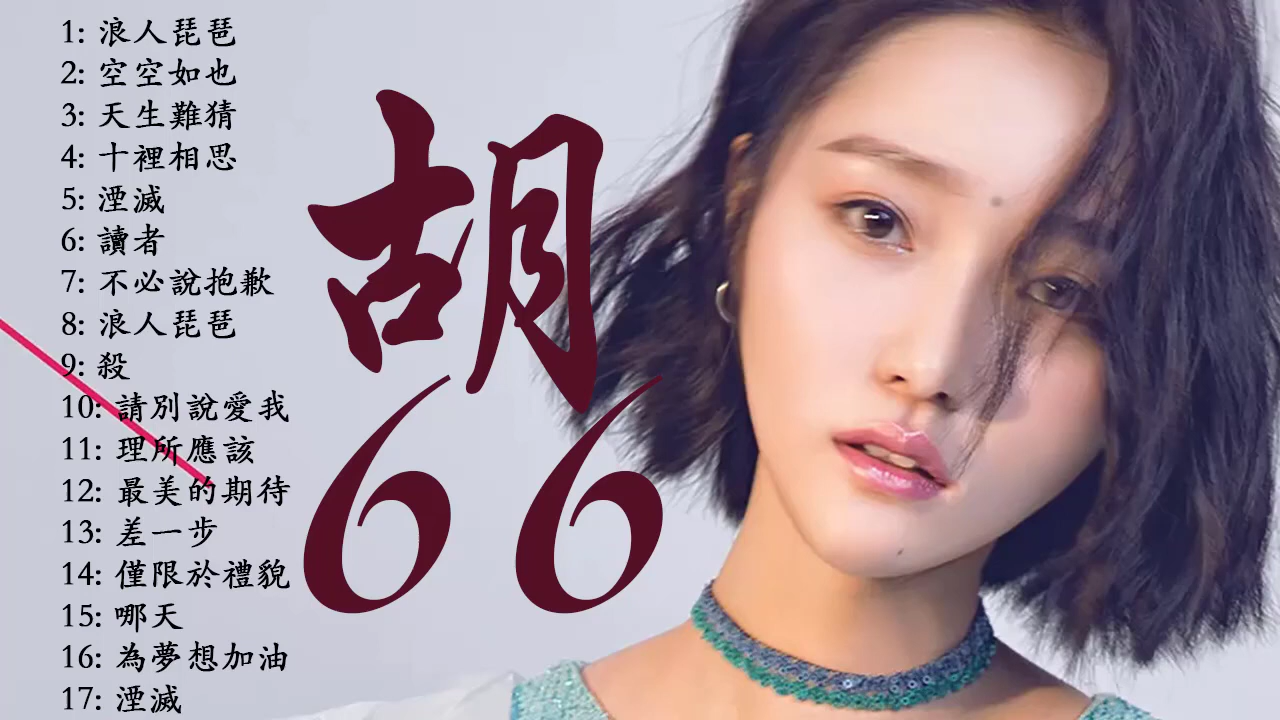 1: 浪人琵琶
2: 空空如也
3: 天生難猜
4: 十裡相思
5: 湮滅
6: 讀者
7: 不必說抱歉
8: 浪人琵琶
9: 殺
10: 請別說愛我
11: 理所應該
12: 最美的期待
13: 差一步
14: 僅限於禮貌
15: 哪天
16: 為夢想加油
17: 湮滅
胡
66